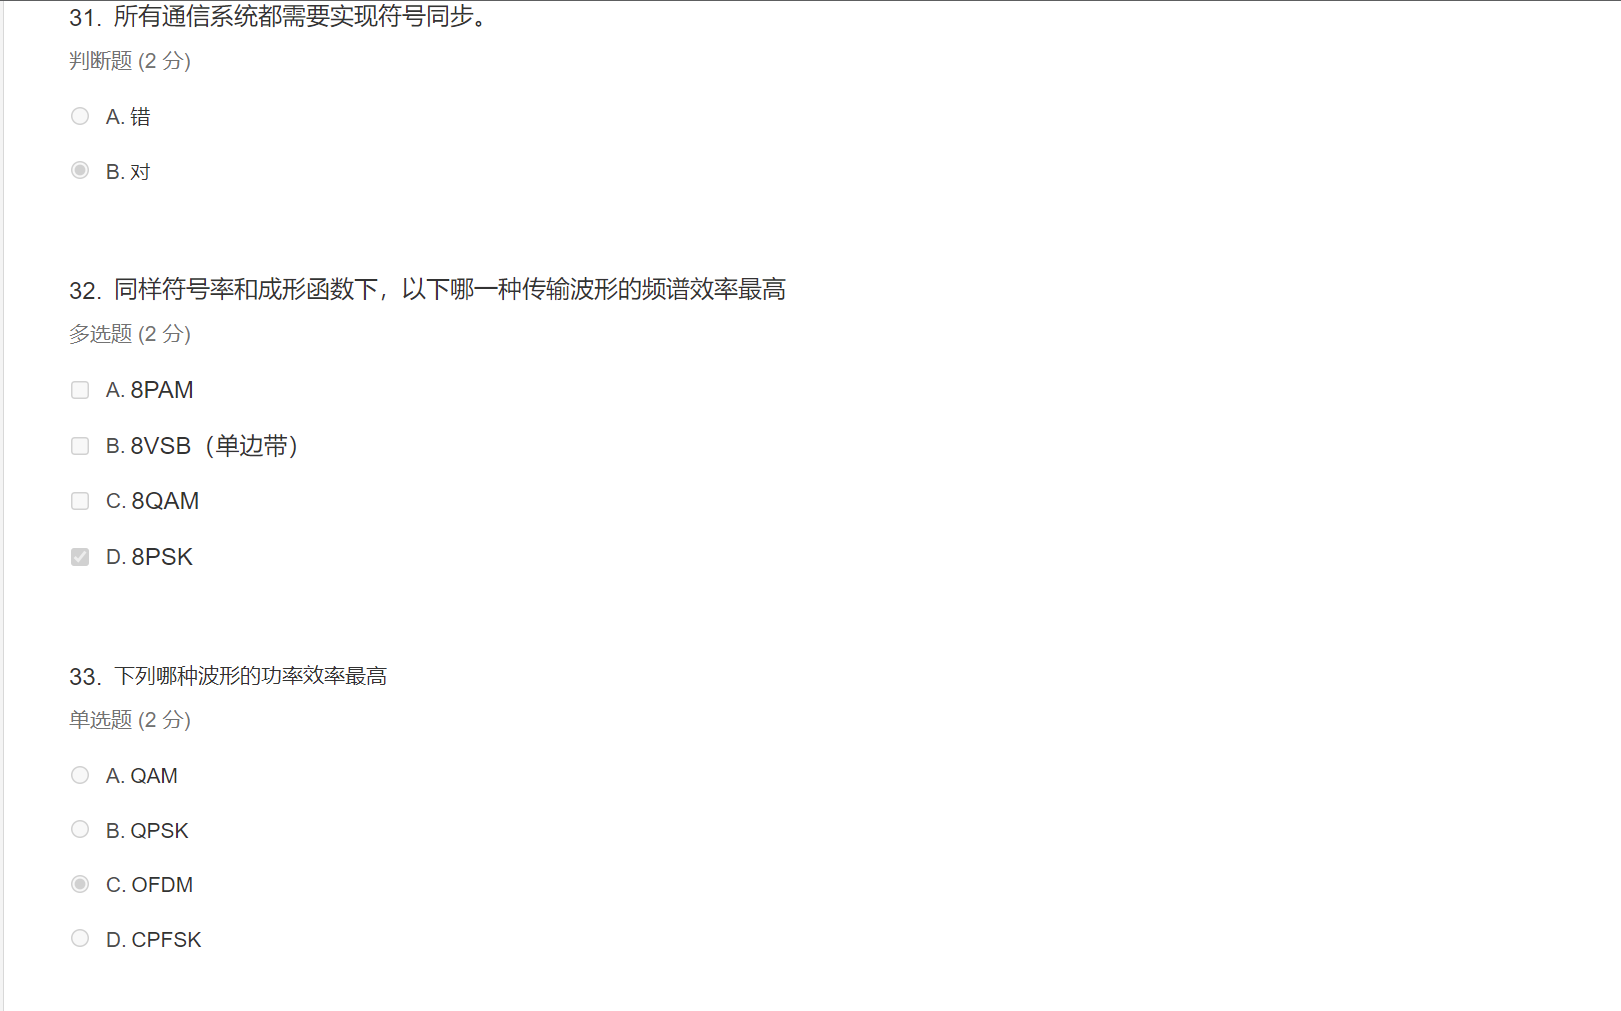 31. 所有通信系统都需要实现符号同步。
判断题 (2 分)
A. 错
B. 对
32. 同样符号率和成形函数下，以下哪一种传输波形的频谱效率最高
多选题 (2 分)
A. 8PAM
B. 8VSB（单边带）
C. 8QAM
D. 8PSK
33. 下列哪种波形的功率效率最高
单选题 (2 分)
A. QAM
B. QPSK
C. OFDM
D. CPFSK